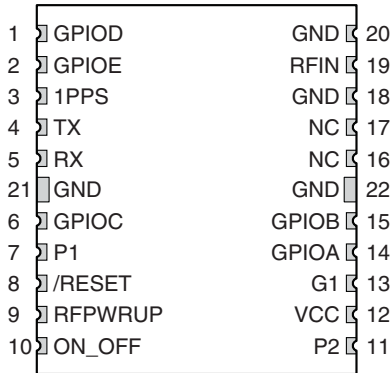 1 GPIOD GND 20
2 GPIOE RFIN 19
3 1PPS GND 18
4 TX NC 17
5 RX NC 16
21 GND GND 22
6 GPIOC GPIOB 15
7 P1 GPIOA 14
8 /RESET G1 13
9 RFPWRUP VCC 12
10 ON_OFF P2 11